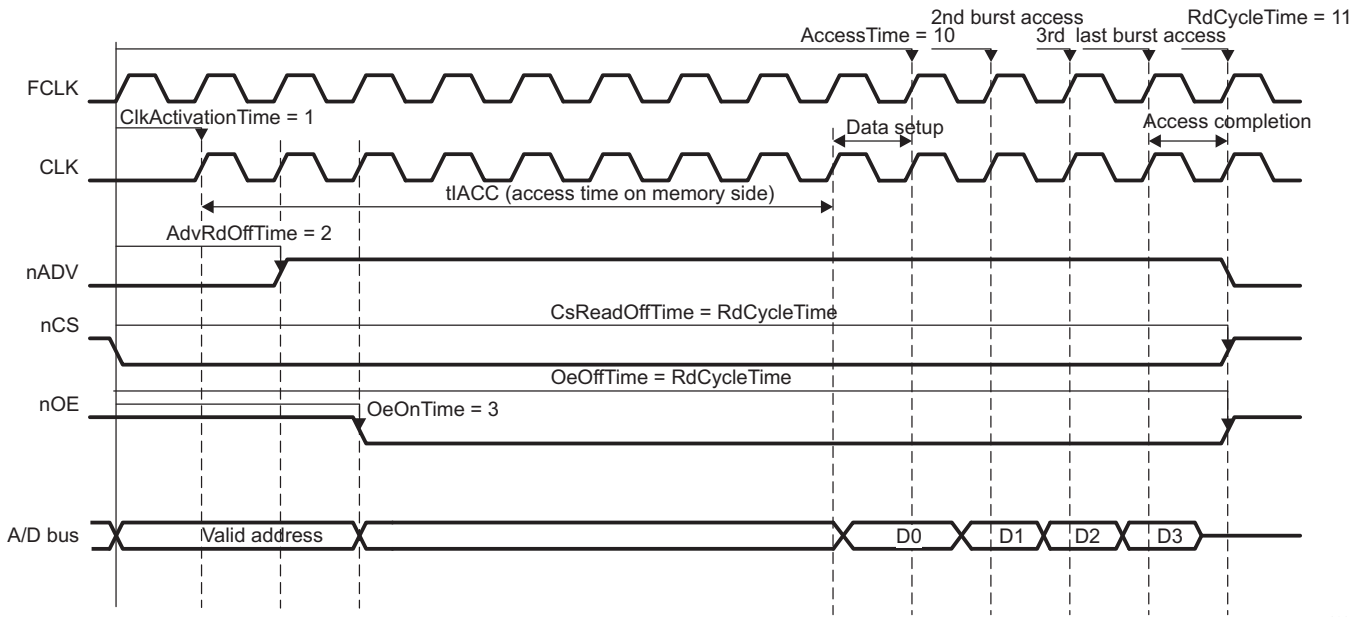 2nd burst access
RdCycleTime = 11
AccessTime = 10
3rd last burst access
FCLK
ClkActivationTime = 1
Data setup
Access completion
CLK
tIACC (access time on memory side)
AdvRdOffTime = 2
nADV
CsReadOffTime = RdCycleTime
nCS
OeOffTime = RdCycleTime
nOE
OeOnTime = 3
A/D bus
Valid address
D0
D1
D2
D3